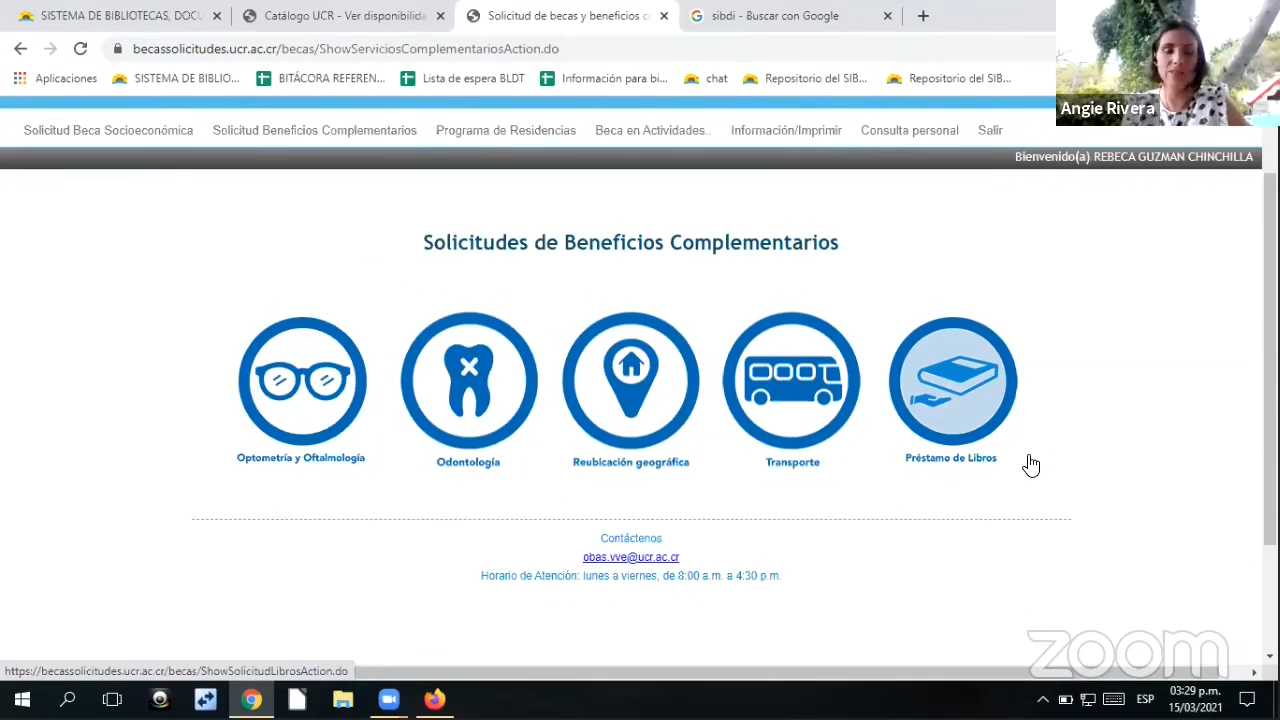 SISTEMA DE BIBLIOTECAS, DOCU
Catálogo UCR - Ver disponibilida
Solicitud de becas y beneficios c
sibdi - Buscar con Google
becassolicitudes.ucr.ac.cr/becas/ShowServiciosComplementariosAction.do
Aplicaciones
SISTEMA DE BIBLIO...
BITÁCORA REFEREN...
Lista de espera BLDT
Información para bi...
chat
Repositorio del SIB...
Repositorio del SIB...
Angie Rivera
Solicitud Beca Socioeconómica
Solicitud Beneficios Complementarios
Programa de Residencias
Beca en Actividades..
Información/Imprimir
Consulta personal
Salir
Bienvenido(a) REBECA GUZMAN CHINCHILLA
Solicitudes de Beneficios Complementarios
Optometría y Oftalmología
Odontología
Reubicación geográfica
Transporte
Préstamo de Libros
Contáctenos
obas.vve@ucr.ac.cr
Horario de Atención: lunes a viernes, de 8:00 a.m. a 4:30 p.m.
zoom
https://becassolicitudes.ucr.ac.cr/becas/ShowSolicitudLibrosAction.do
ESP
03:29 p.m.
15/03/2021